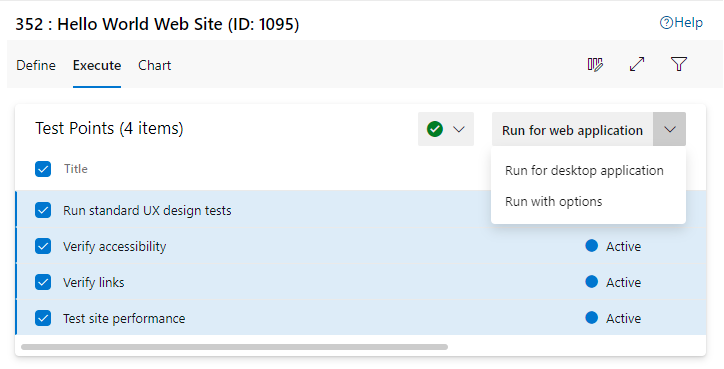 352 : Hello World Web Site (ID: 1095)
Help
Define Execute Chart
Test Points (4 items)
Run for web application
Title
Run for desktop application
Run with options
Run standard UX design tests
Verify accessibility Active
Verify links Active
Test site performance Active